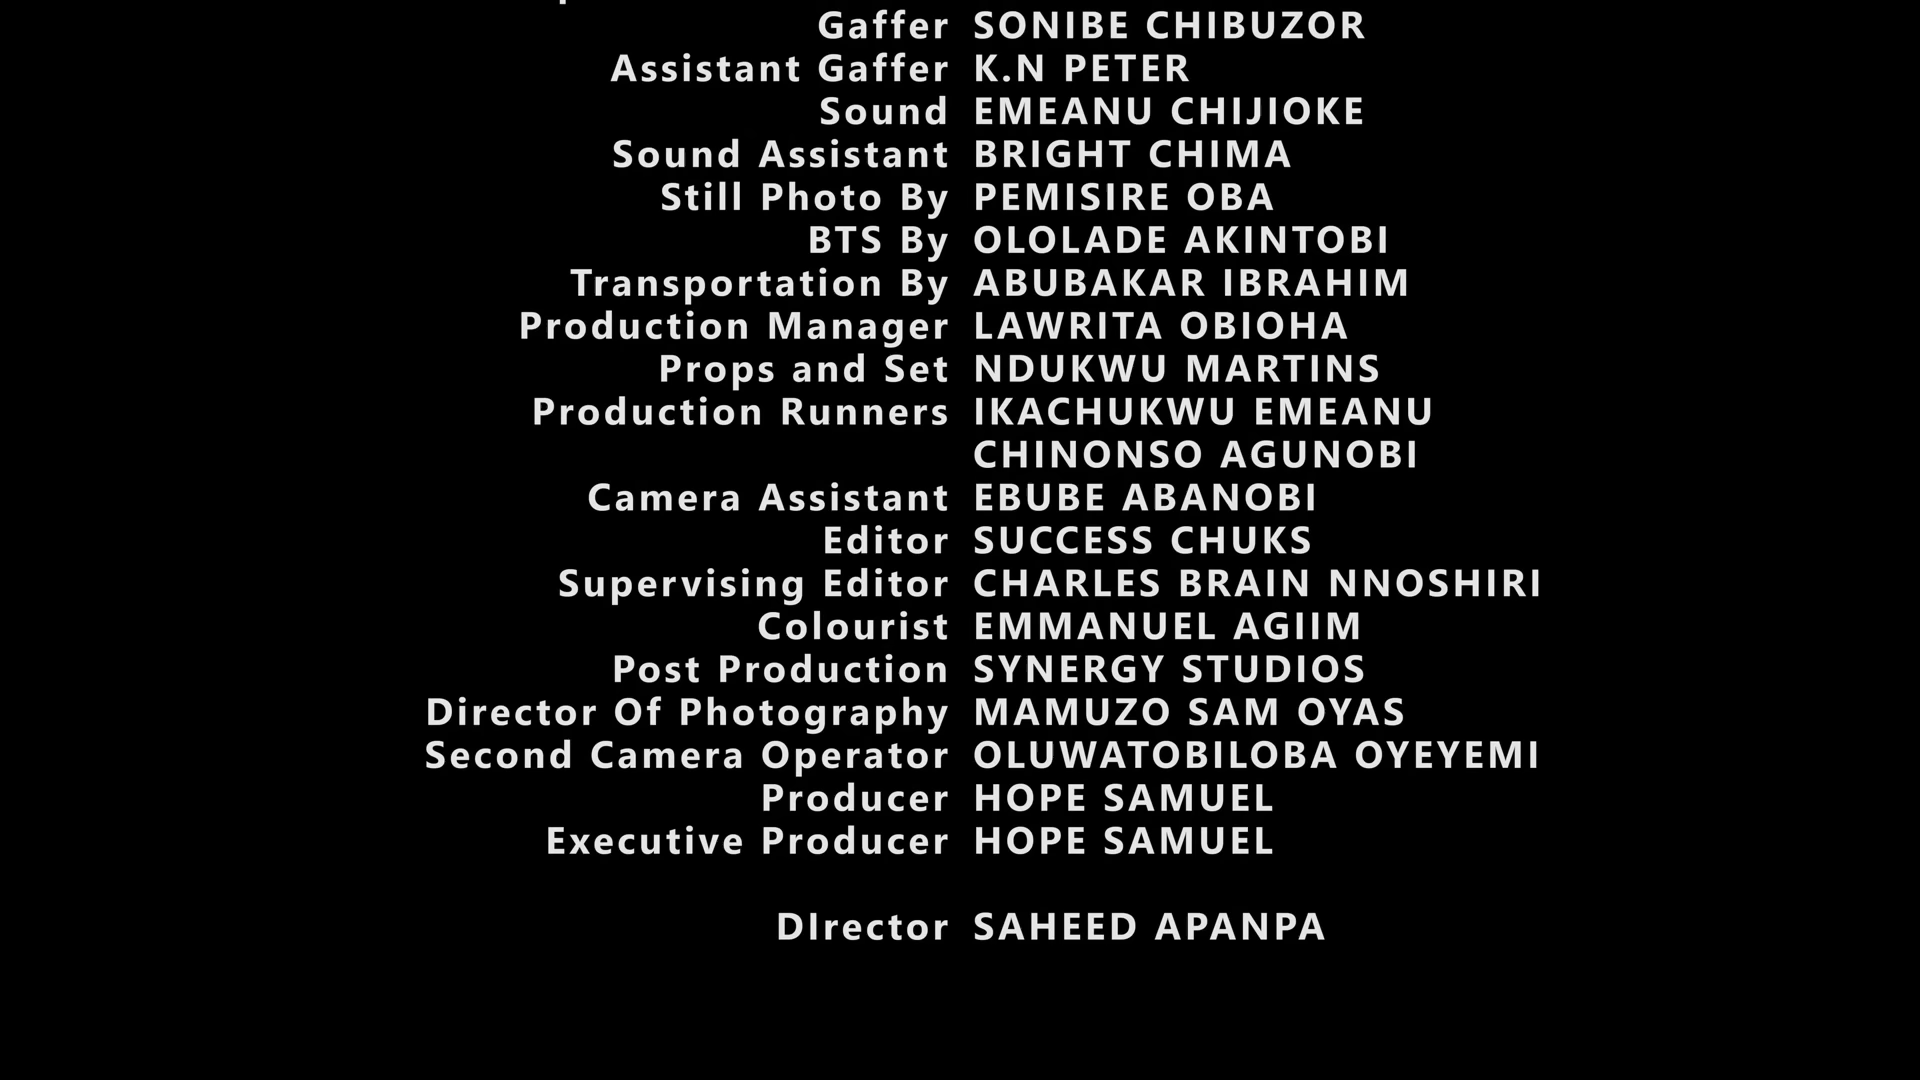 Gaffer SONIBE CHIBUZOR
Assistant Gaffer K.N PETER
Sound EMEANU CHIJIOKE
Sound Assistant BRIGHT CHIMA
Still Photo By PEMISIRE OBA
BTS By OLOLADE AKINTOBI
Transportation By ABUBAKAR IBRAHIM
Production Manager LAWRITA OBIOHA
Props and Set NDUKWU MARTINS
Production Runners IKACHUKWU EMEANU
CHINONSO AGUNOBI
Camera Assistant EBUBE ABANOBI
Editor SUCCESS CHUKS
Supervising Editor CHARLES BRAIN NNOSHIRI
Colourist EMMANUEL AGIIM
Post Production SYNERGY STUDIOS
Director Of Photography MAMUZO SAM OYAS
Second Camera Operator OLUWATOBILOBA OYEYEMI
Producer HOPE SAMUEL
Executive Producer HOPE SAMUEL
DIrector SAHEED APANPA